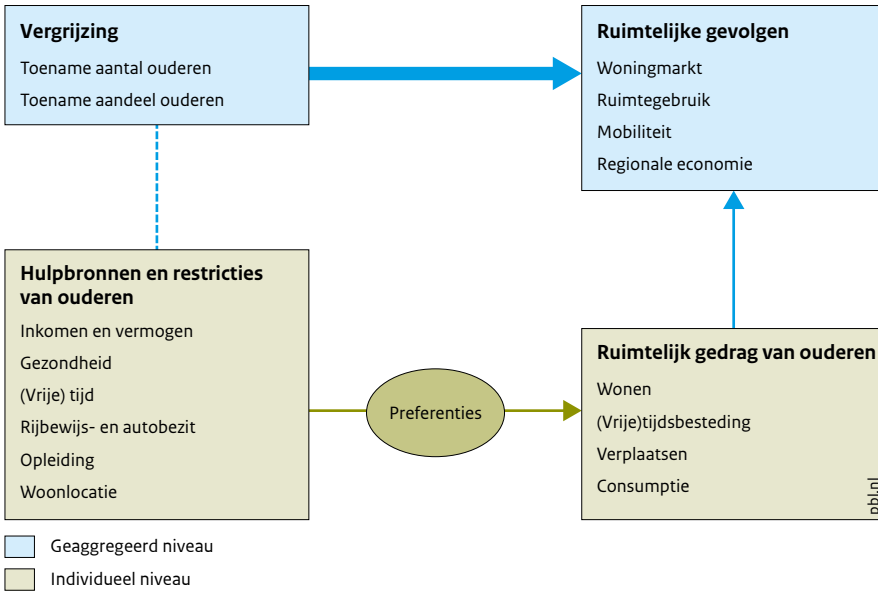 Vergrijzing
Toename aantal ouderen
Toename aandeel ouderen
Ruimtelijke gevolgen
Woningmarkt
Ruimtegebruik
Mobiliteit
Regionale economie
Hulpbronnen en restricties
van ouderen
Inkomen en vermogen
Gezondheid
(Vrije) tijd
Rijbewijs- en autobezit
Opleiding
Woonlocatie
Preferenties
Ruimtelijk gedrag van ouderen
Wonen
(Vrije)tijdsbesteding
Verplaatsen
Consumptie
pbl.nl
Geaggregeerd niveau
Individueel niveau